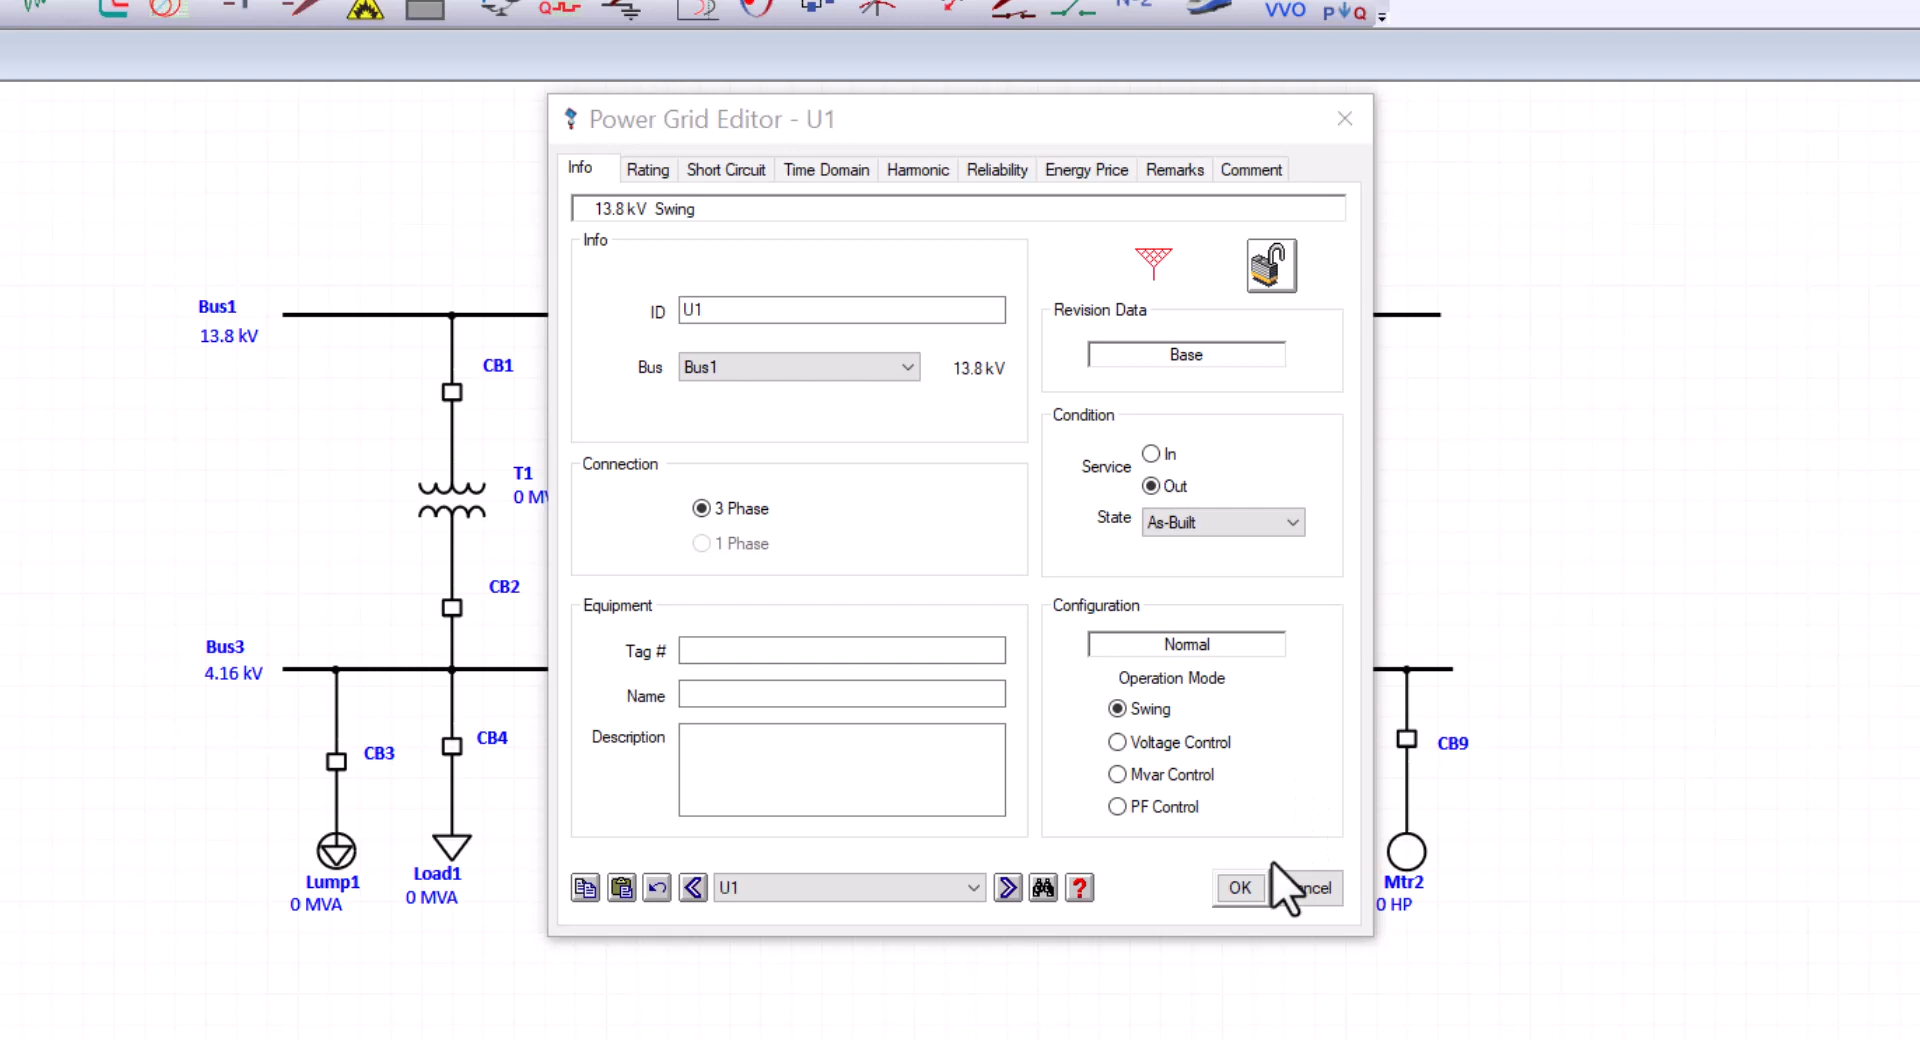 N-2
VVO
Q
P Q
Power Grid Editor - U1
Info Rating Short Circuit Time Domain Harmonic Reliability Energy Price Remarks Comment
13.8 kV Swing
Info
ID U1
Bus Bus1 13.8 kV
Connection
3 Phase
1 Phase
Equipment
Tag #
Name
Description
Revision Data
Base
Condition
Service In
Out
State As-Built
Configuration
Normal
Operation Mode
Swing
Voltage Control
Mvar Control
PF Control
U1
?
OK
Bus1
13.8 kV
CB1
T1
CB2
Bus3
4.16 kV
CB3
CB4
Lump1
0 MVA
Load1
0 MVA
CB9
Mtr2
0 HP